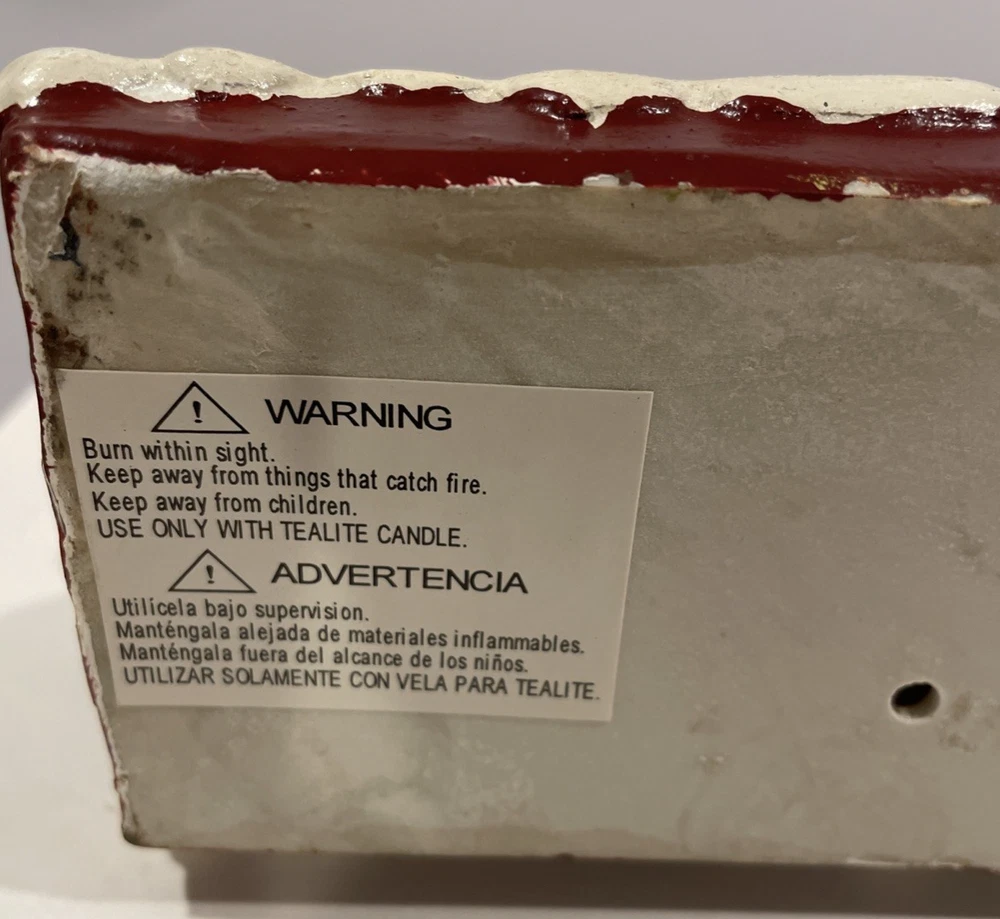 WARNING
Burn within sight.
Keep away from things that catch fire.
Keep away from children.
USE ONLY WITH TEALITE CANDLE.
ADVERTENCIA
Utilícela bajo supervision.
Manténgala alejada de materiales inflammables.
Manténgala fuera del alcance de los niños.
UTILIZAR SOLAMENTE CON VELA PARA TEALITE.